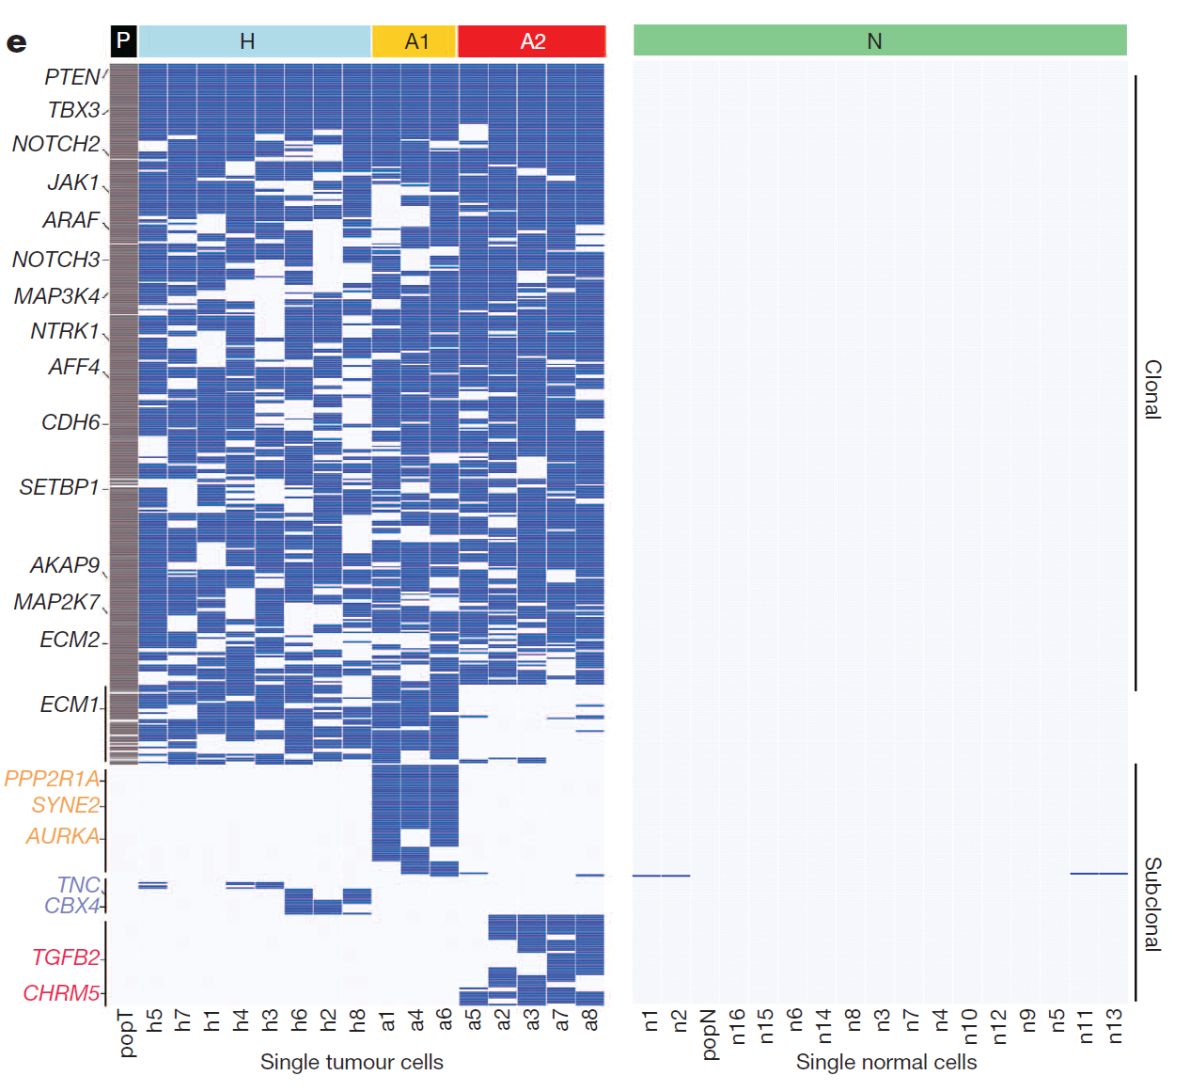 e
P H A1 A2 N
PTEN
TBX3
NOTCH2
JAK1
ARAF
NOTCH3
MAP3K4
NTRK1
AFF4
CDH6
SETBP1
AKAP9
MAP2K7
ECM2
ECM1
PPP2R1A
SYNE2
AURKA
TNC
CBX4
TGFB2
CHRM5
Clonal
Subclonal
popT h5 h7 h1 h4 h3 h6 h2 h8 a1 a4 a6 a5 a2 a3 a7 a8
n1 n2 popN n16 n15 n6 n14 n8 n3 n7 n4 n10 n12 n9 n5 n11 n13
Single tumour cells
Single normal cells